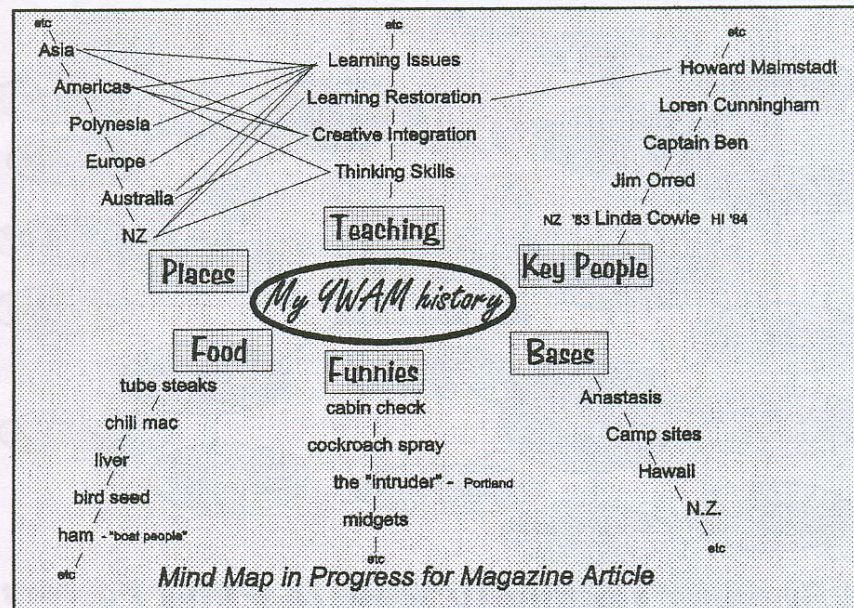 etc
Asia
Americas
Polynesia
Europe
Australia
NZ
Places
etc
Learning Issues
Learning Restoration
Creative Integration
Thinking Skills
Teaching
etc
Howard Malmstadt
Loren Cunningham
Captain Ben
Jim Orred
NZ '83 Linda Cowie HI '84
Key People
My YWAM history
Food
tube steaks
chili mac
liver
bird seed
ham - "boat people"
etc
Funnies
cabin check
cockroach spray
the "intruder" - Portland
midgets
etc
Bases
Anastasis
Camp sites
Hawaii
N.Z.
etc
Mind Map in Progress for Magazine Article